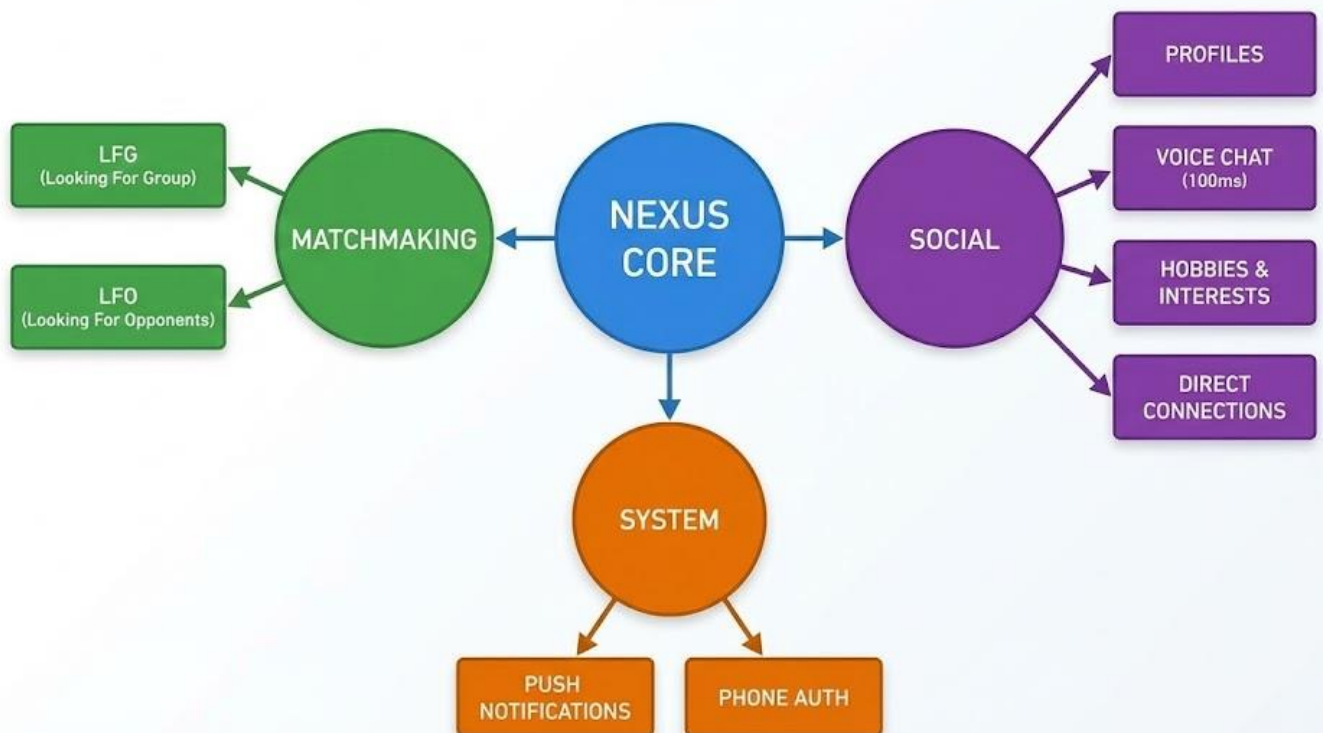 PROFILES
LFG
(Looking For Group)
VOICE CHAT
(100ms)
MATCHMAKING
NEXUS
CORE
SOCIAL
LFO
(Looking For Opponents)
HOBBIES &
INTERESTS
DIRECT
CONNECTIONS
SYSTEM
PUSH
NOTIFICATIONS
PHONE AUTH